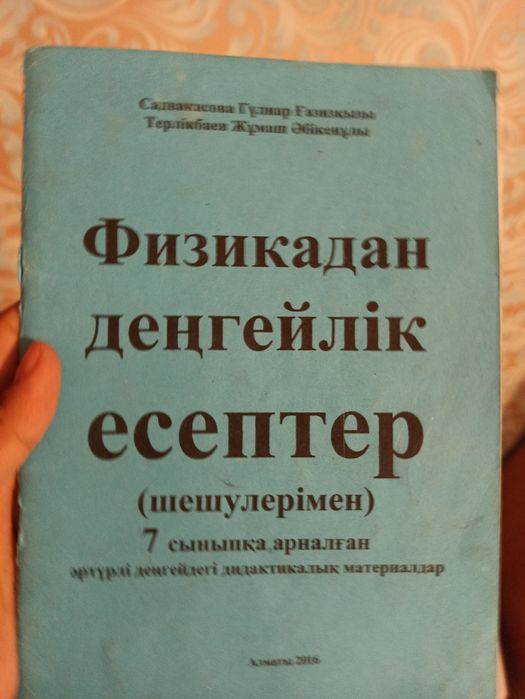 Садвакасова Гүлнар Ғазизқызы
Терлікбаев Жұмаш Әбікенұлы
Физикадан
деңгейлік
есептер
(шешулерімен)
7 сыныпқа арналған
әртүрлі деңгейдегі дидактикалық материалдар
Алматы 2016